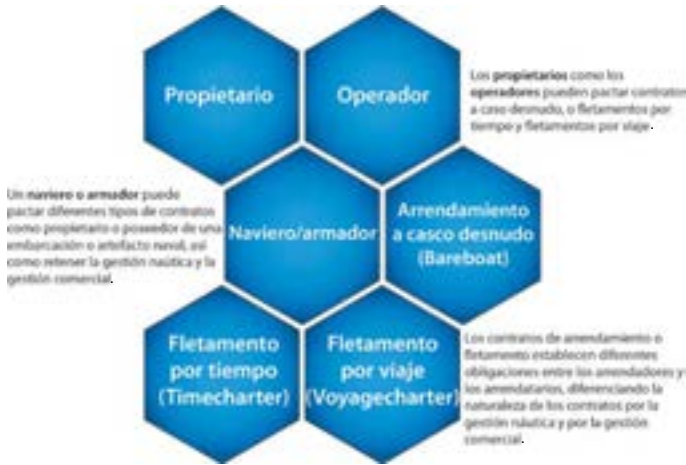 Propietario
Operador
Los propietarios como los
operadores pueden pactar contratos
a caso desnudo, o fletamentos por
tiempo y fletamentos por viaje.
Un naviero o armador puede
pactar diferentes tipos de contratos
como propietario o poseedor de una
embarcación o artefacto naval, así
como retener la gestión naútica y la
gestión comercial.
Naviero/armador
Arrendamiento
a casco desnudo
(Bareboat)
Fletamento
por tiempo
(Timecharter)
Fletamento
por viaje
(Voyagecharter)
Los contratos de arrendamiento o
fletamento establecen diferentes
obligaciones entre los arrendadores y
los arrendatarios, diferenciando la
naturaleza de los contratos por la
gestión náutica y por la gestión
comercial.